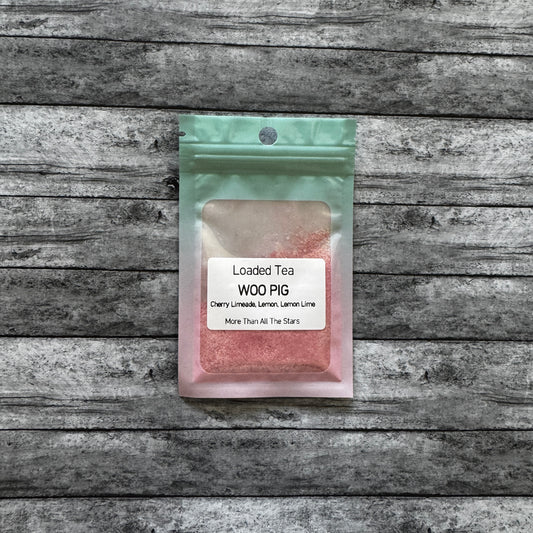 Loaded Tea
WOO PIG
Cherry Limeade, Lemon, Lemon Lime
More Than All The Stars